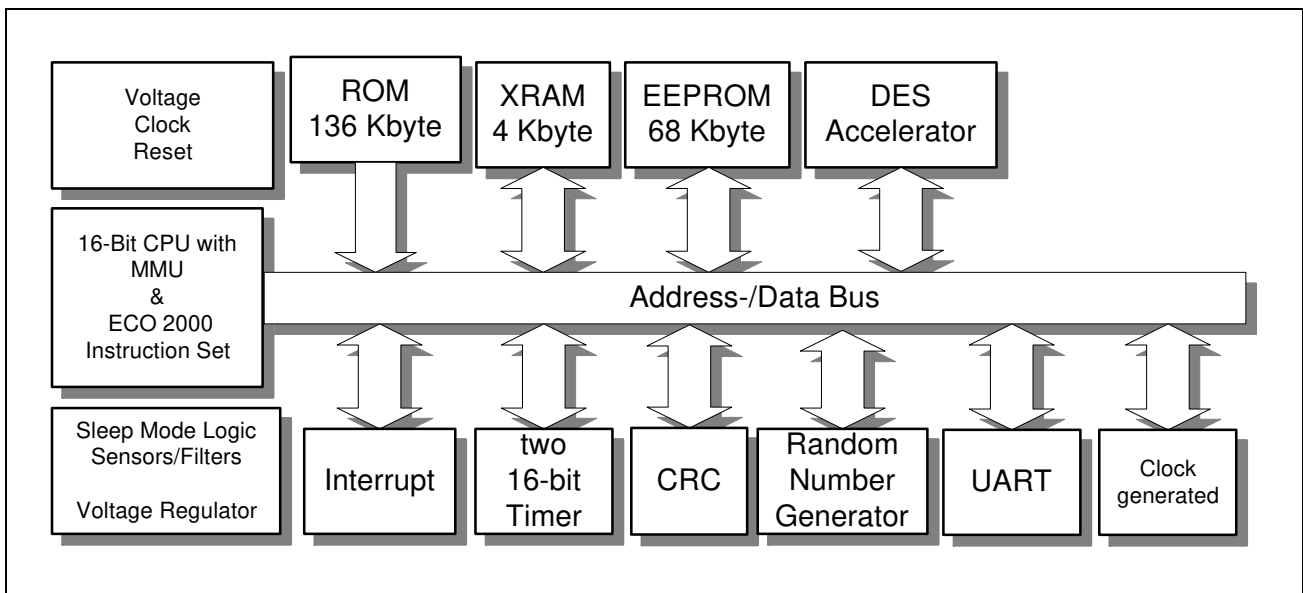 Voltage
Clock
Reset
ROM
136 Kbyte
XRAM
4 Kbyte
EEPROM
68 Kbyte
DES
Accelerator
16-Bit CPU with
MMU
&
ECO 2000
Instruction Set
Address-/Data Bus
Sleep Mode Logic
Sensors/Filters
Voltage Regulator
Interrupt
two
16-bit
Timer
CRC
Random
Number
Generator
UART
Clock
generated